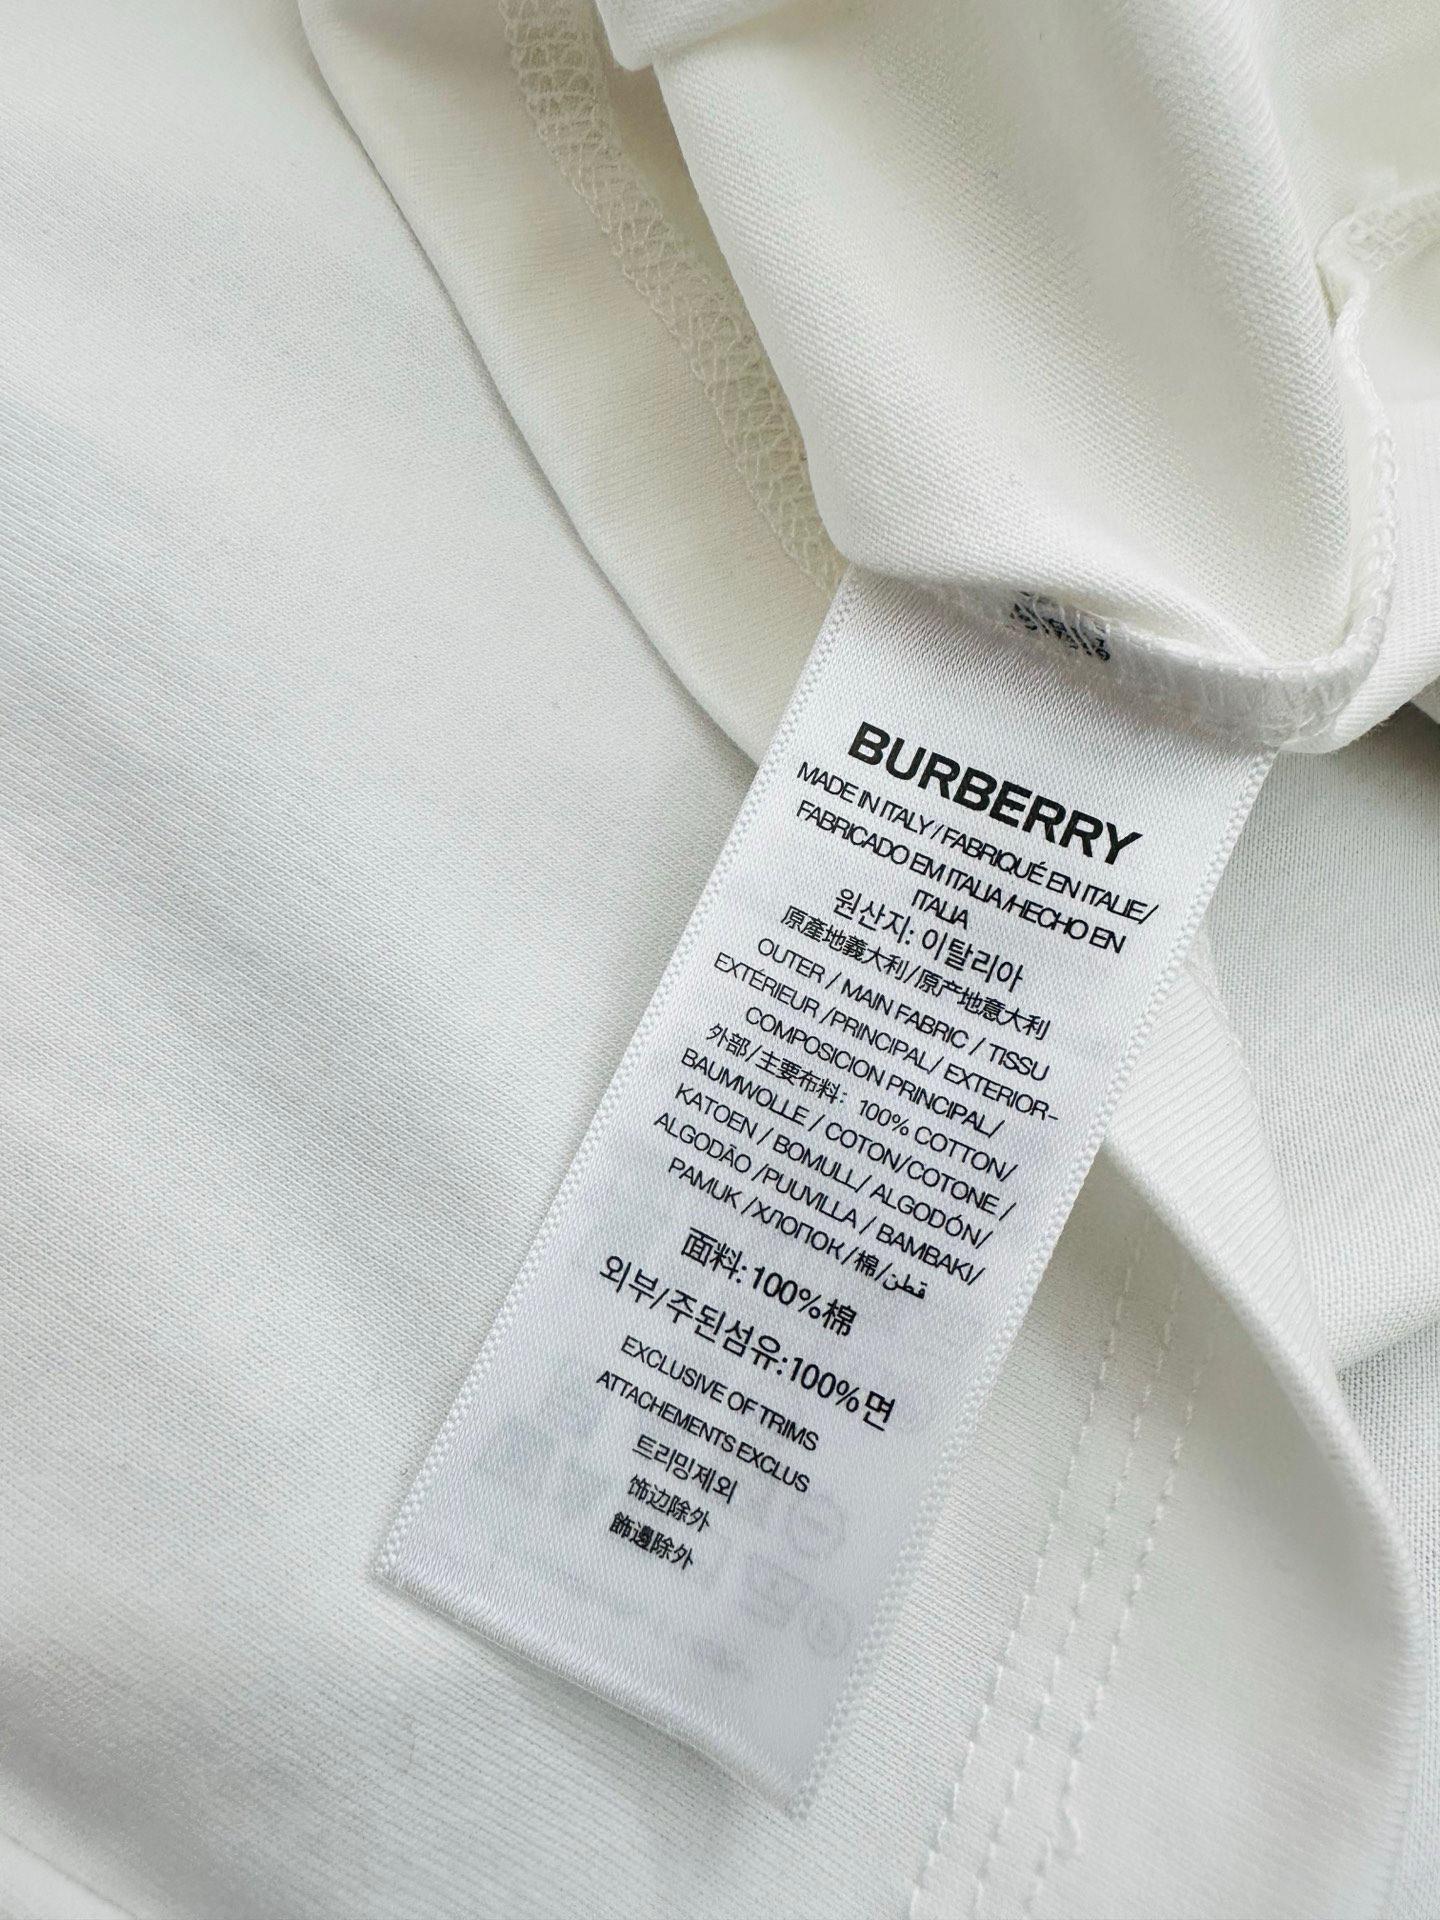 BURBERRY
MADE IN ITALY / FABRIQUÉ EN ITALIE /
FABRICADO EM ITALIA/HECHO EN
ITALIA
원산지: 이탈리아
原產地義大利/原产地意大利
OUTER / MAIN FABRIC / TISSU
EXTÉRIEUR /PRINCIPAL/ EXTERIOR-
COMPOSICION PRINCIPAL/
外部/主要布料: 100% COTTON/
BAUMWOLLE / COTON/COTONE /
KATOEN / BOMULL/ ALGODÓN/
ALGODÃO /PUUVILLA / BAMBAKI/
PAMUK /ХЛОПОК /棉/قطن
面料:100%棉
외부/주된섬유:100%면
EXCLUSIVE OF TRIMS
ATTACHEMENTS EXCLUS
트리밍제외
饰边除外
飾邊除外